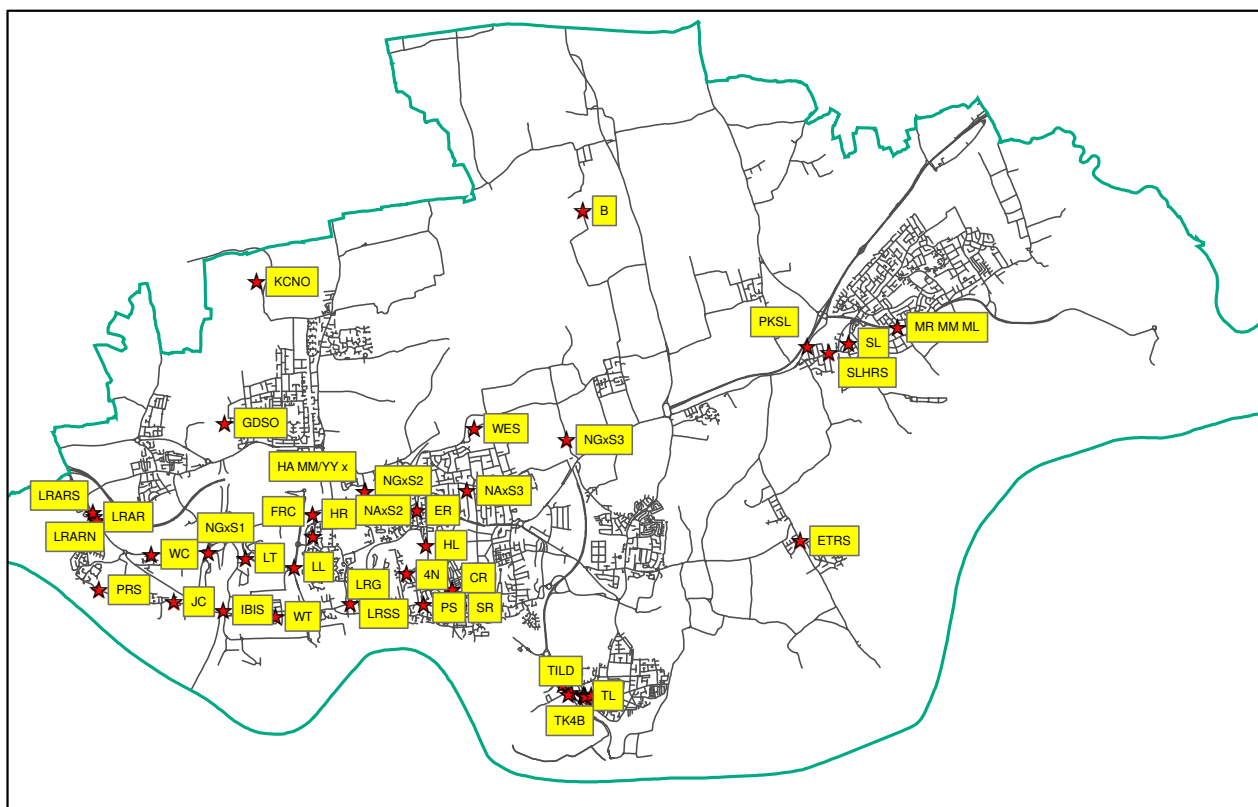 B
KCNO
PKSL
MR MM ML
SL
SLHRS
GDSO
WES
NGxS3
HA MM/YY x
NGxS2
NAxS3
LRARS
LRAR
LRARN
FRC
HR
NAxS2
ER
NGxS1
WC
LT
LL
HL
ETRS
PRS
JC
IBIS
WT
LRG
LRSS
4N
CR
PS
SR
TILD
TL
TK4B